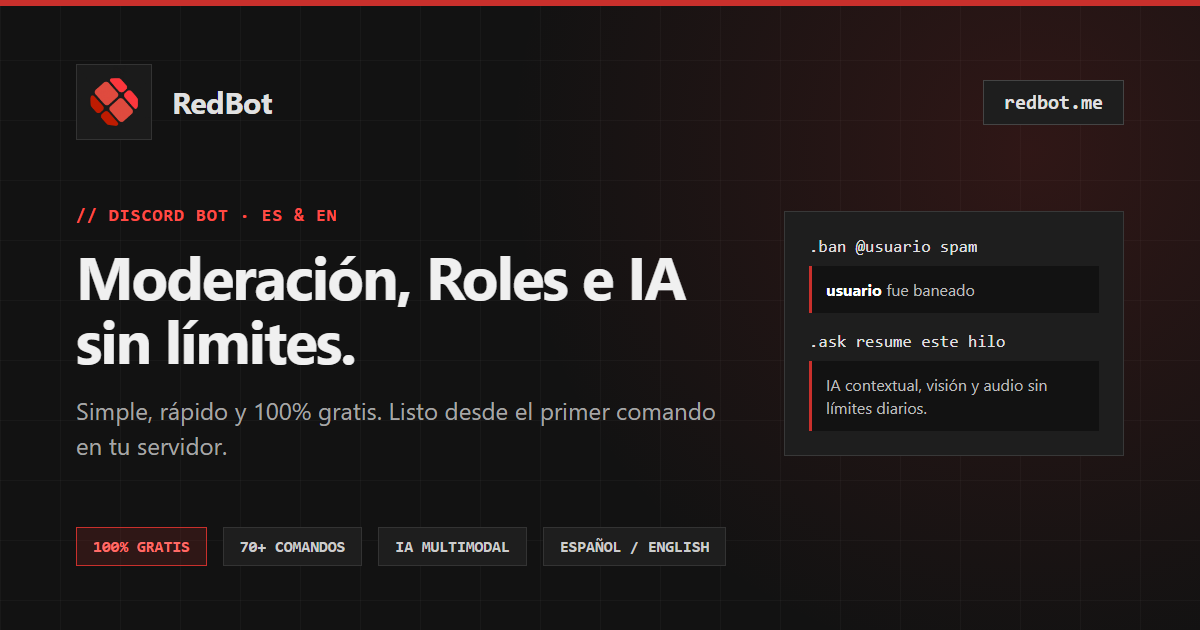 RedBot
redbot.me
// DISCORD BOT · ES & EN
Moderación, Roles e IA
sin límites.
Simple, rápido y 100% gratis. Listo desde el primer comando
en tu servidor.
.ban @usuario spam
usuario fue baneado
.ask resume este hilo
IA contextual, visión y audio sin
límites diarios.
100% GRATIS
70+ COMANDOS
IA MULTIMODAL
ESPAÑOL / ENGLISH